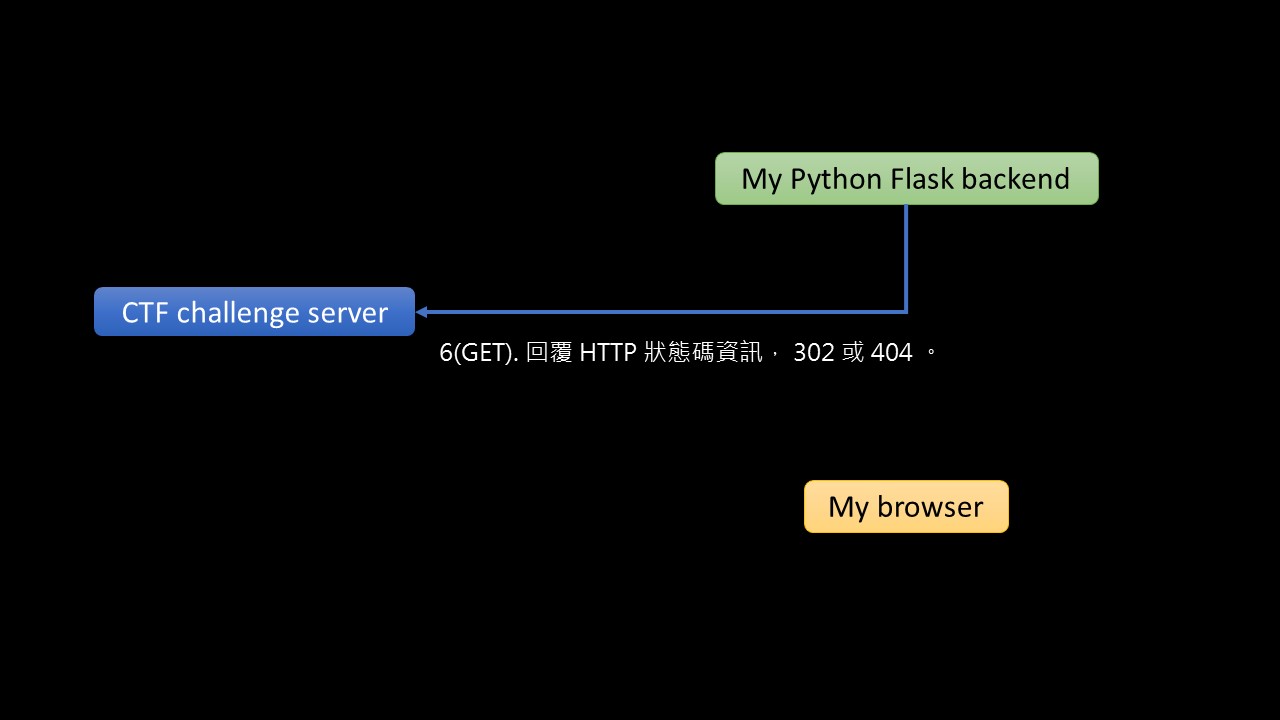 My Python Flask backend
CTF challenge server
6(GET). 回覆 HTTP 狀態碼資訊， 302 或 404 。
My browser